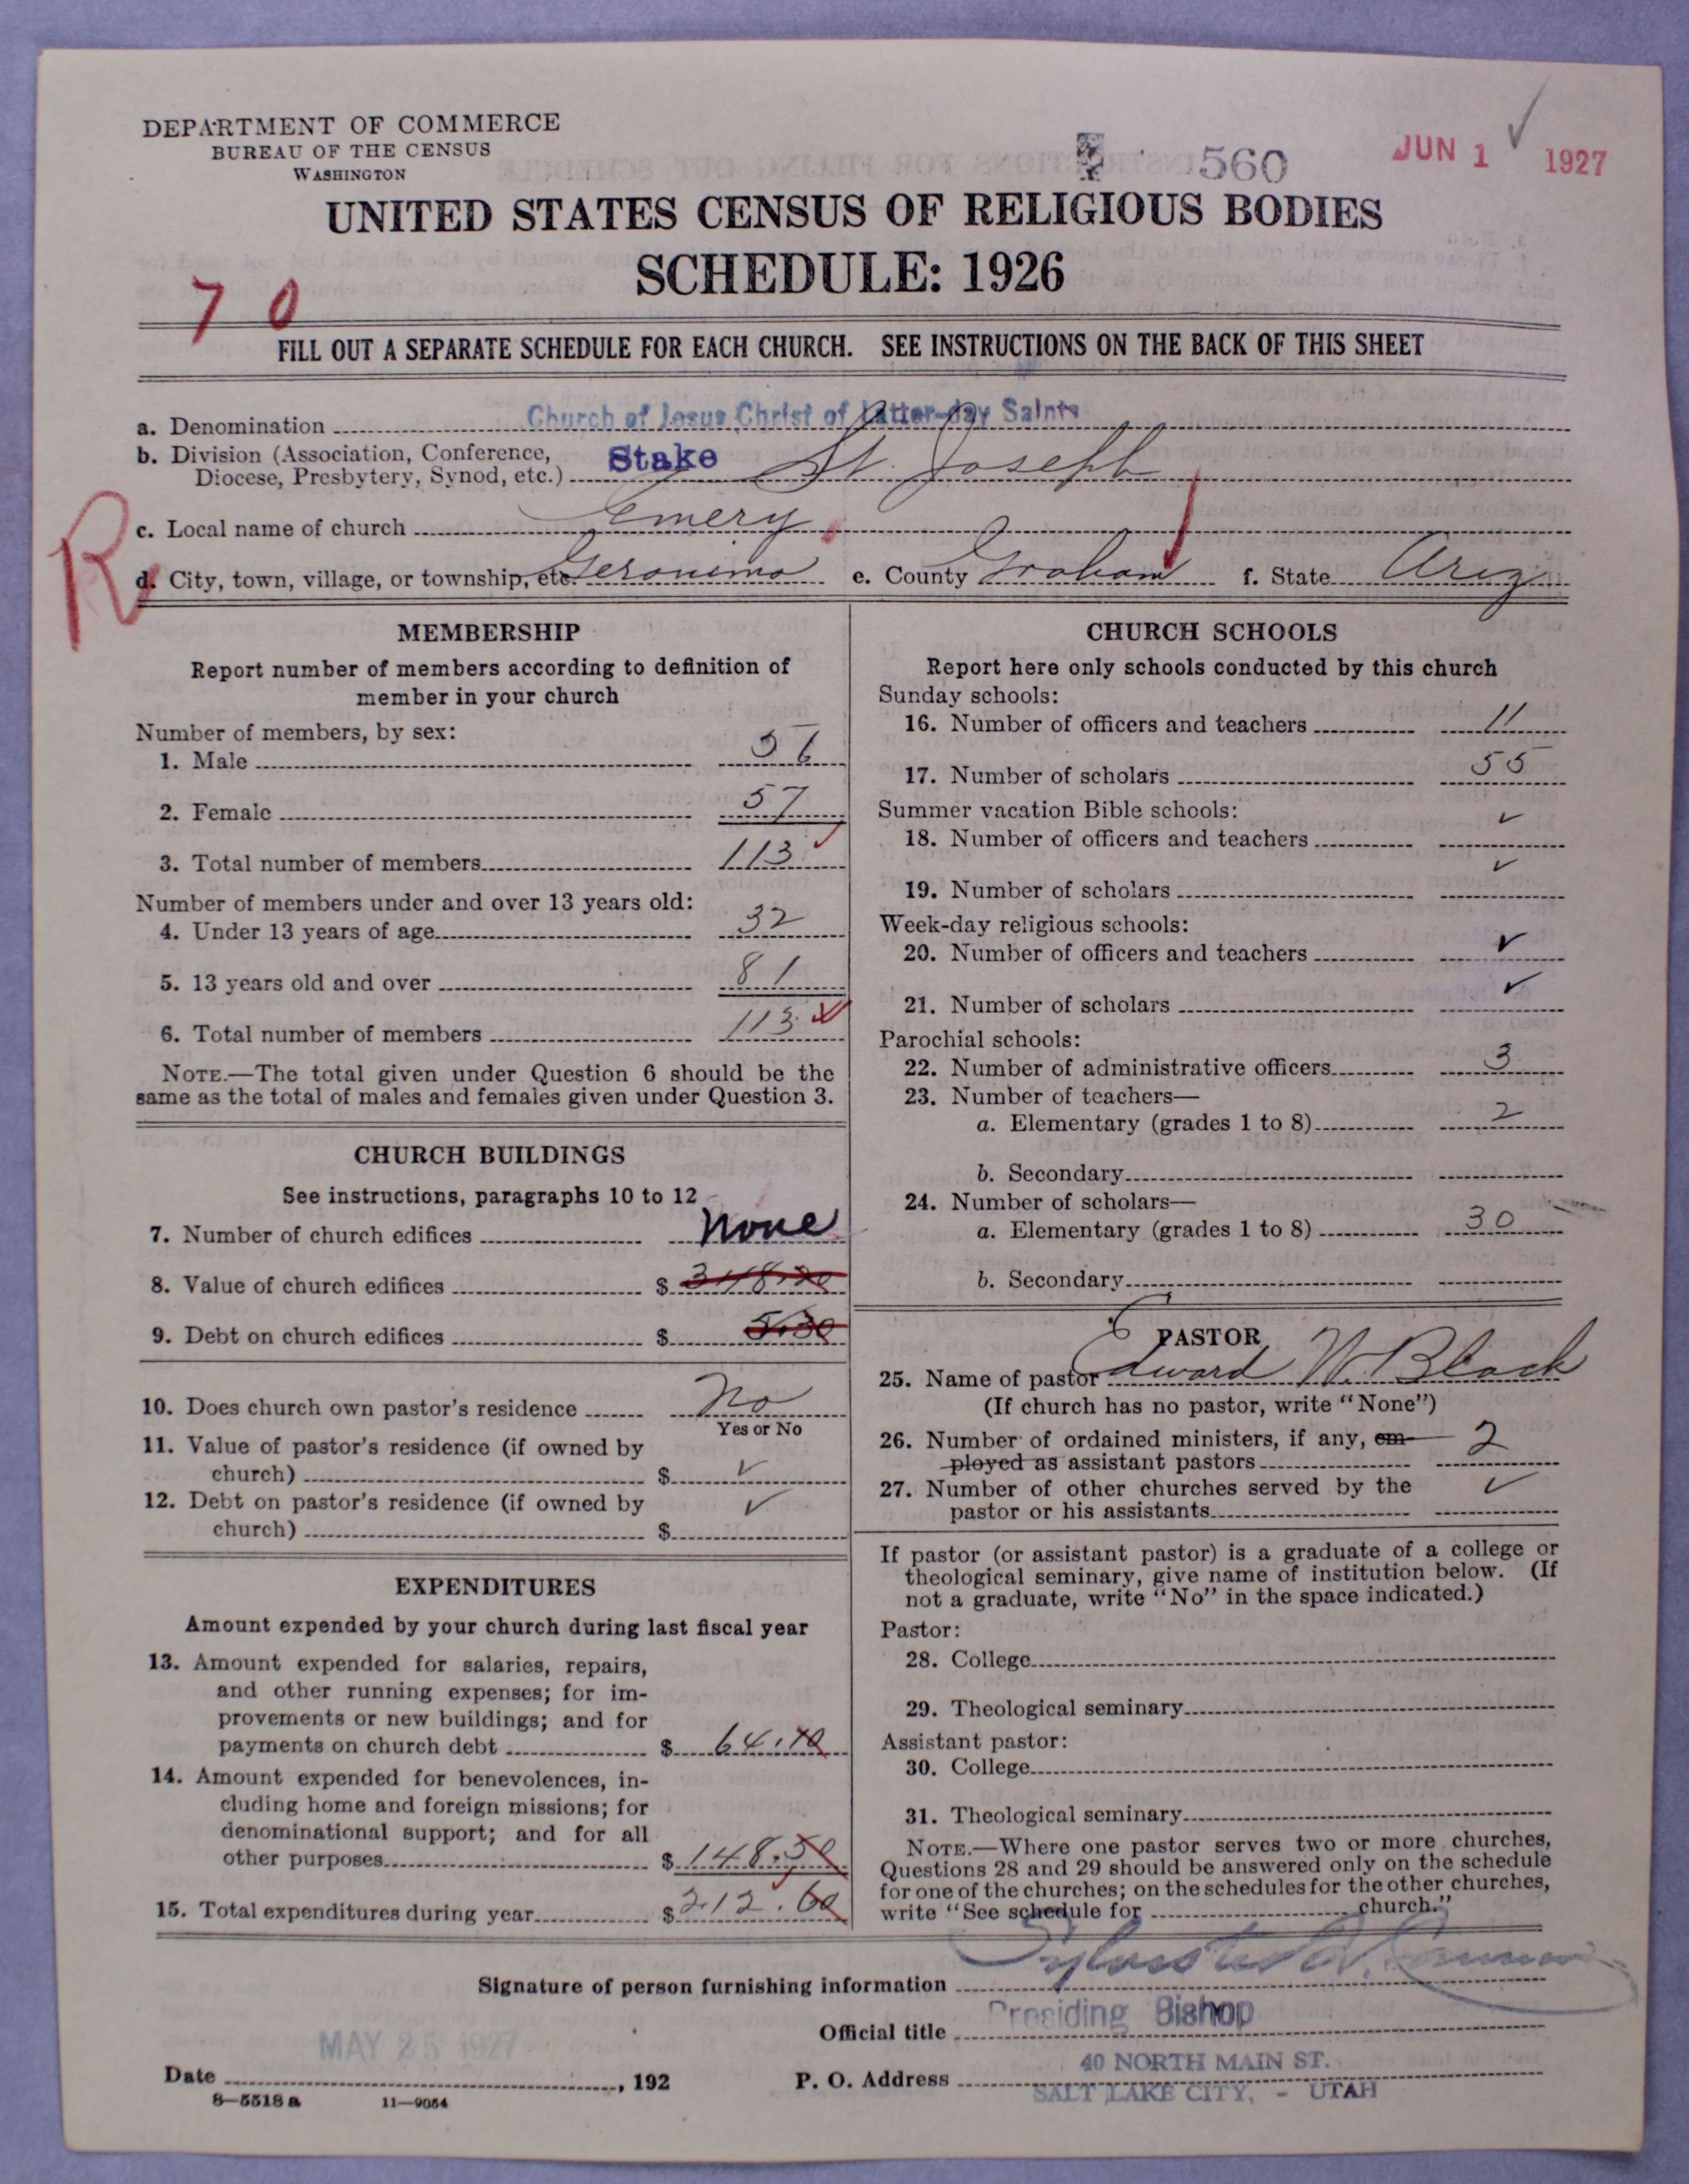 DEPARTMENT OF COMMERCE
BUREAU OF THE CENSUS
WASHINGTON
560
JUN 1 1927
UNITED STATES CENSUS OF RELIGIOUS BODIES
SCHEDULE: 1926
70
FILL OUT A SEPARATE SCHEDULE FOR EACH CHURCH. SEE INSTRUCTIONS ON THE BACK OF THIS SHEET
a. Denomination Church of Jesus Christ of Latter-day Saints
b. Division (Association, Conference,
Diocese, Presbytery, Synod, etc.) Stake St. Joseph
R
c. Local name of church Emery
d. City, town, village, or township, etc. Geronimo e. County Graham f. State Ariz
MEMBERSHIP
Report number of members according to definition of
member in your church
Number of members, by sex:
1. Male 56
2. Female 57
3. Total number of members 113
Number of members under and over 13 years old:
4. Under 13 years of age 32
5. 13 years old and over 81
6. Total number of members 113
NOTE.—The total given under Question 6 should be the
same as the total of males and females given under Question 3.
CHURCH BUILDINGS
See instructions, paragraphs 10 to 12
7. Number of church edifices none
8. Value of church edifices $
9. Debt on church edifices $ 5.30
10. Does church own pastor's residence No
Yes or No
11. Value of pastor's residence (if owned by
church) $ ✓
12. Debt on pastor's residence (if owned by
church) $ ✓
EXPENDITURES
Amount expended by your church during last fiscal year
13. Amount expended for salaries, repairs,
and other running expenses; for im-
provements or new buildings; and for
payments on church debt $ 64.10
14. Amount expended for benevolences, in-
cluding home and foreign missions; for
denominational support; and for all
other purposes $ 148.50
15. Total expenditures during year $ 212.60
CHURCH SCHOOLS
Report here only schools conducted by this church
Sunday schools:
16. Number of officers and teachers 11
17. Number of scholars 55
Summer vacation Bible schools:
18. Number of officers and teachers ✓
19. Number of scholars ✓
Week-day religious schools:
20. Number of officers and teachers ✓
21. Number of scholars ✓
Parochial schools:
22. Number of administrative officers 3
23. Number of teachers—
a. Elementary (grades 1 to 8) 2
b. Secondary
24. Number of scholars—
a. Elementary (grades 1 to 8) 30
b. Secondary
PASTOR
25. Name of pastor Edward W. Black
(If church has no pastor, write "None")
26. Number of ordained ministers, if any, em-
ployed as assistant pastors 2
27. Number of other churches served by the
pastor or his assistants ✓
If pastor (or assistant pastor) is a graduate of a college or
theological seminary, give name of institution below. (If
not a graduate, write "No" in the space indicated.)
Pastor:
28. College
29. Theological seminary
Assistant pastor:
30. College
31. Theological seminary
NOTE.—Where one pastor serves two or more churches,
Questions 28 and 29 should be answered only on the schedule
for one of the churches; on the schedules for the other churches,
write "See schedule for church."
Signature of person furnishing information Sylvester Q. Cannon
Official title Presiding Bishop
MAY 25 1927
Date , 192
P. O. Address 40 NORTH MAIN ST.
SALT LAKE CITY, - UTAH
8—5518 a 11—9054